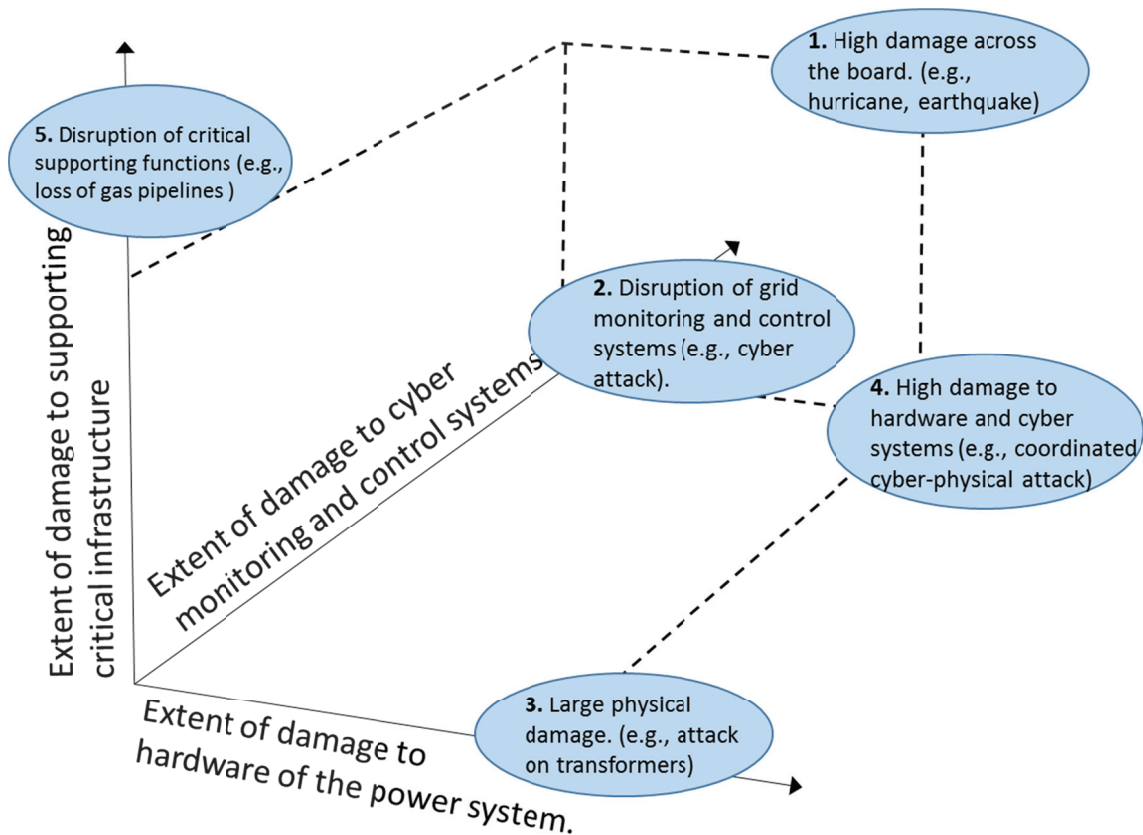 1. High damage across
the board. (e.g.,
hurricane, earthquake)
5. Disruption of critical
supporting functions (e.g.,
loss of gas pipelines )
2. Disruption of grid
monitoring and control
systems (e.g., cyber
attack).
4. High damage to
hardware and cyber
systems (e.g., coordinated
cyber-physical attack)
3. Large physical
damage. (e.g., attack
on transformers)
Extent of damage to supporting
critical infrastructure
Extent of damage to cyber
monitoring and control systems
Extent of damage to
hardware of the power system.